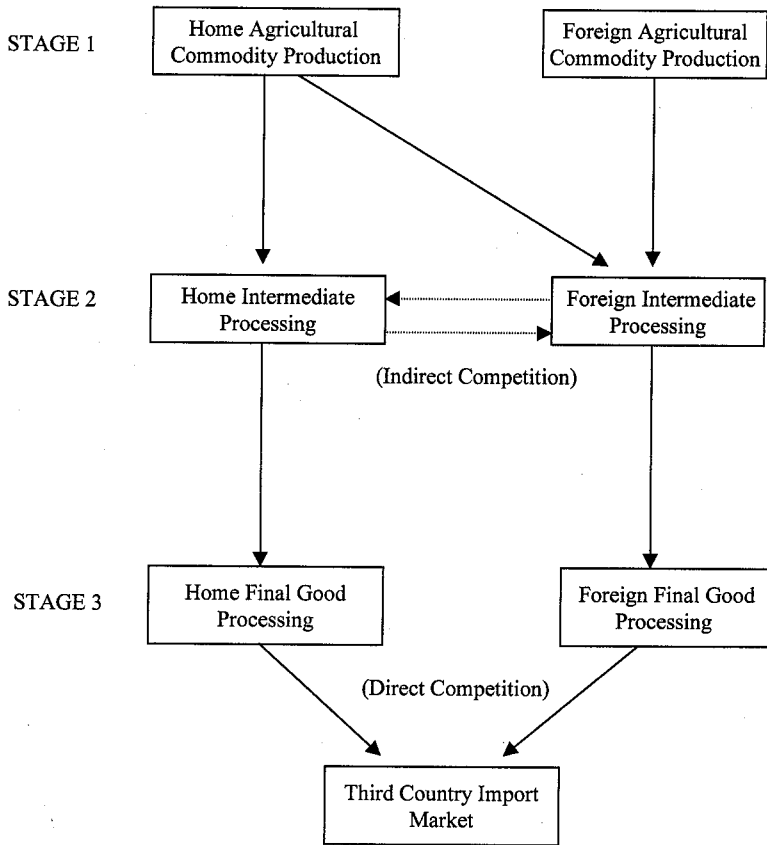 STAGE 1
Home Agricultural
Commodity Production
Foreign Agricultural
Commodity Production
STAGE 2
Home Intermediate
Processing
Foreign Intermediate
Processing
(Indirect Competition)
STAGE 3
Home Final Good
Processing
Foreign Final Good
Processing
(Direct Competition)
Third Country Import
Market